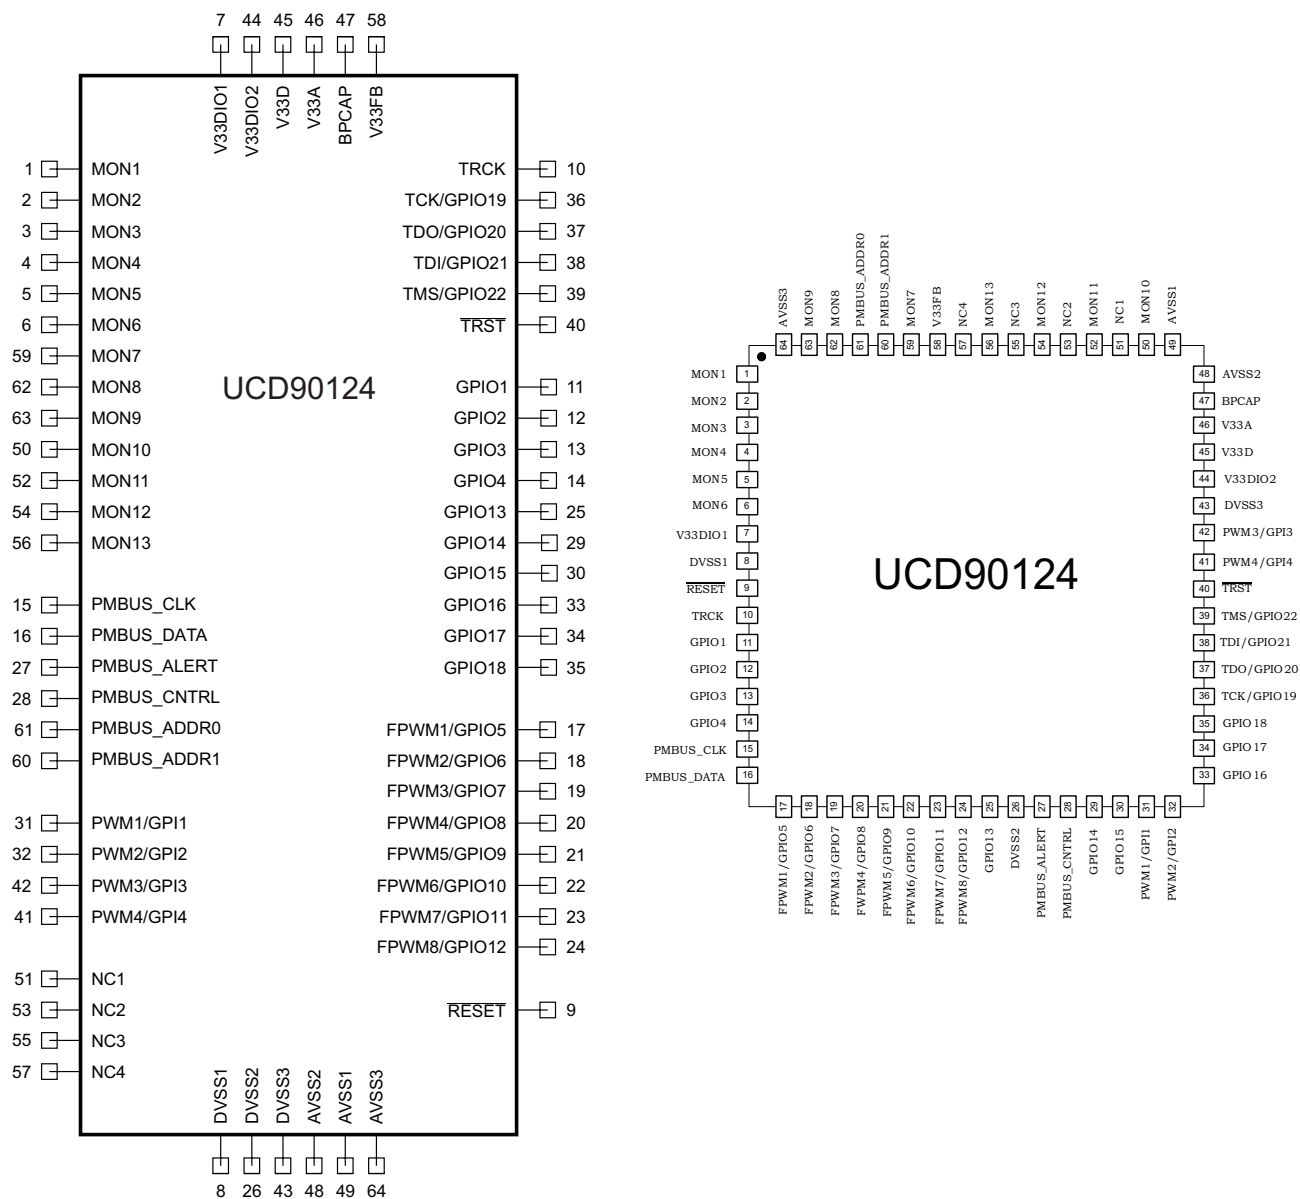 7 44 45 46 47 58
V33DIO1 V33DIO2 V33D V33A BPCAP V33FB
1 MON1 TRCK 10
2 MON2 TCK/GPIO19 36
3 MON3 TDO/GPIO20 37
4 MON4 TDI/GPIO21 38
5 MON5 TMS/GPIO22 39
6 MON6 TRST 40
59 MON7
62 MON8 GPIO1 11
UCD90124
63 MON9 GPIO2 12
50 MON10 GPIO3 13
52 MON11 GPIO4 14
54 MON12 GPIO13 25
56 MON13 GPIO14 29
GPIO15 30
15 PMBUS_CLK GPIO16 33
16 PMBUS_DATA GPIO17 34
27 PMBUS_ALERT GPIO18 35
28 PMBUS_CNTRL
61 PMBUS_ADDR0 FPWM1/GPIO5 17
60 PMBUS_ADDR1 FPWM2/GPIO6 18
FPWM3/GPIO7 19
31 PWM1/GPI1 FPWM4/GPIO8 20
32 PWM2/GPI2 FPWM5/GPIO9 21
42 PWM3/GPI3 FPWM6/GPIO10 22
41 PWM4/GPI4 FPWM7/GPIO11 23
FPWM8/GPIO12 24
51 NC1
53 NC2 RESET 9
55 NC3
57 NC4
DVSS1 DVSS2 DVSS3 AVSS2 AVSS1 AVSS3
8 26 43 48 49 64
AVSS3 MON9 MON8 PMBUS_ADDR0 PMBUS_ADDR1 MON7 V33FB NC4 MON13 NC3 MON12 NC2 MON11 NC1 MON10 AVSS1
64 63 62 61 60 59 58 57 56 55 54 53 52 51 50 49
MON1 1 48 AVSS2
MON2 2 47 BPCAP
MON3 3 46 V33A
MON4 4 45 V33D
MON5 5 44 V33DIO2
MON6 6 43 DVSS3
V33DIO1 7 42 PWM3/GPI3
DVSS1 8 41 PWM4/GPI4
UCD90124
RESET 9 40 TRST
TRCK 10 39 TMS/GPIO22
GPIO1 11 38 TDI/GPIO21
GPIO2 12 37 TDO/GPIO20
GPIO3 13 36 TCK/GPIO19
GPIO4 14 35 GPIO18
PMBUS_CLK 15 34 GPIO17
PMBUS_DATA 16 33 GPIO16
17 18 19 20 21 22 23 24 25 26 27 28 29 30 31 32
FPWM1/GPIO5 FPWM2/GPIO6 FPWM3/GPIO7 FWPM4/GPIO8 FPWM5/GPIO9 FPWM6/GPIO10 FPWM7/GPIO11 FPWM8/GPIO12 GPIO13 DVSS2 PMBUS_ALERT PMBUS_CNTRL GPIO14 GPIO15 PWM1/GPI1 PWM2/GPI2